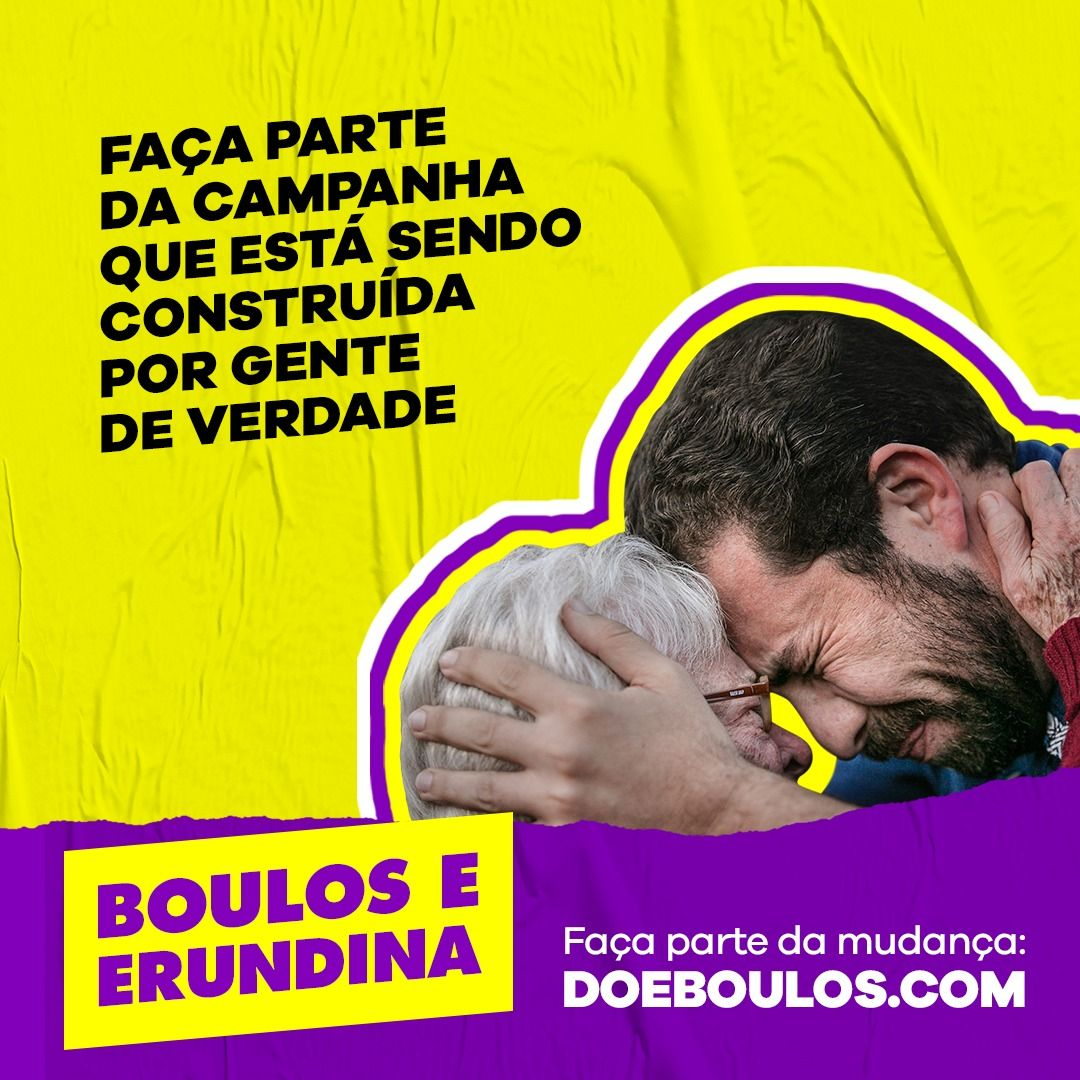 FAÇA PARTE
DA CAMPANHA
QUE ESTÁ SENDO
CONSTRUÍDA
POR GENTE
DE VERDADE
BOULOS E
ERUNDINA
Faça parte da mudança:
DOEBOULOS.COM